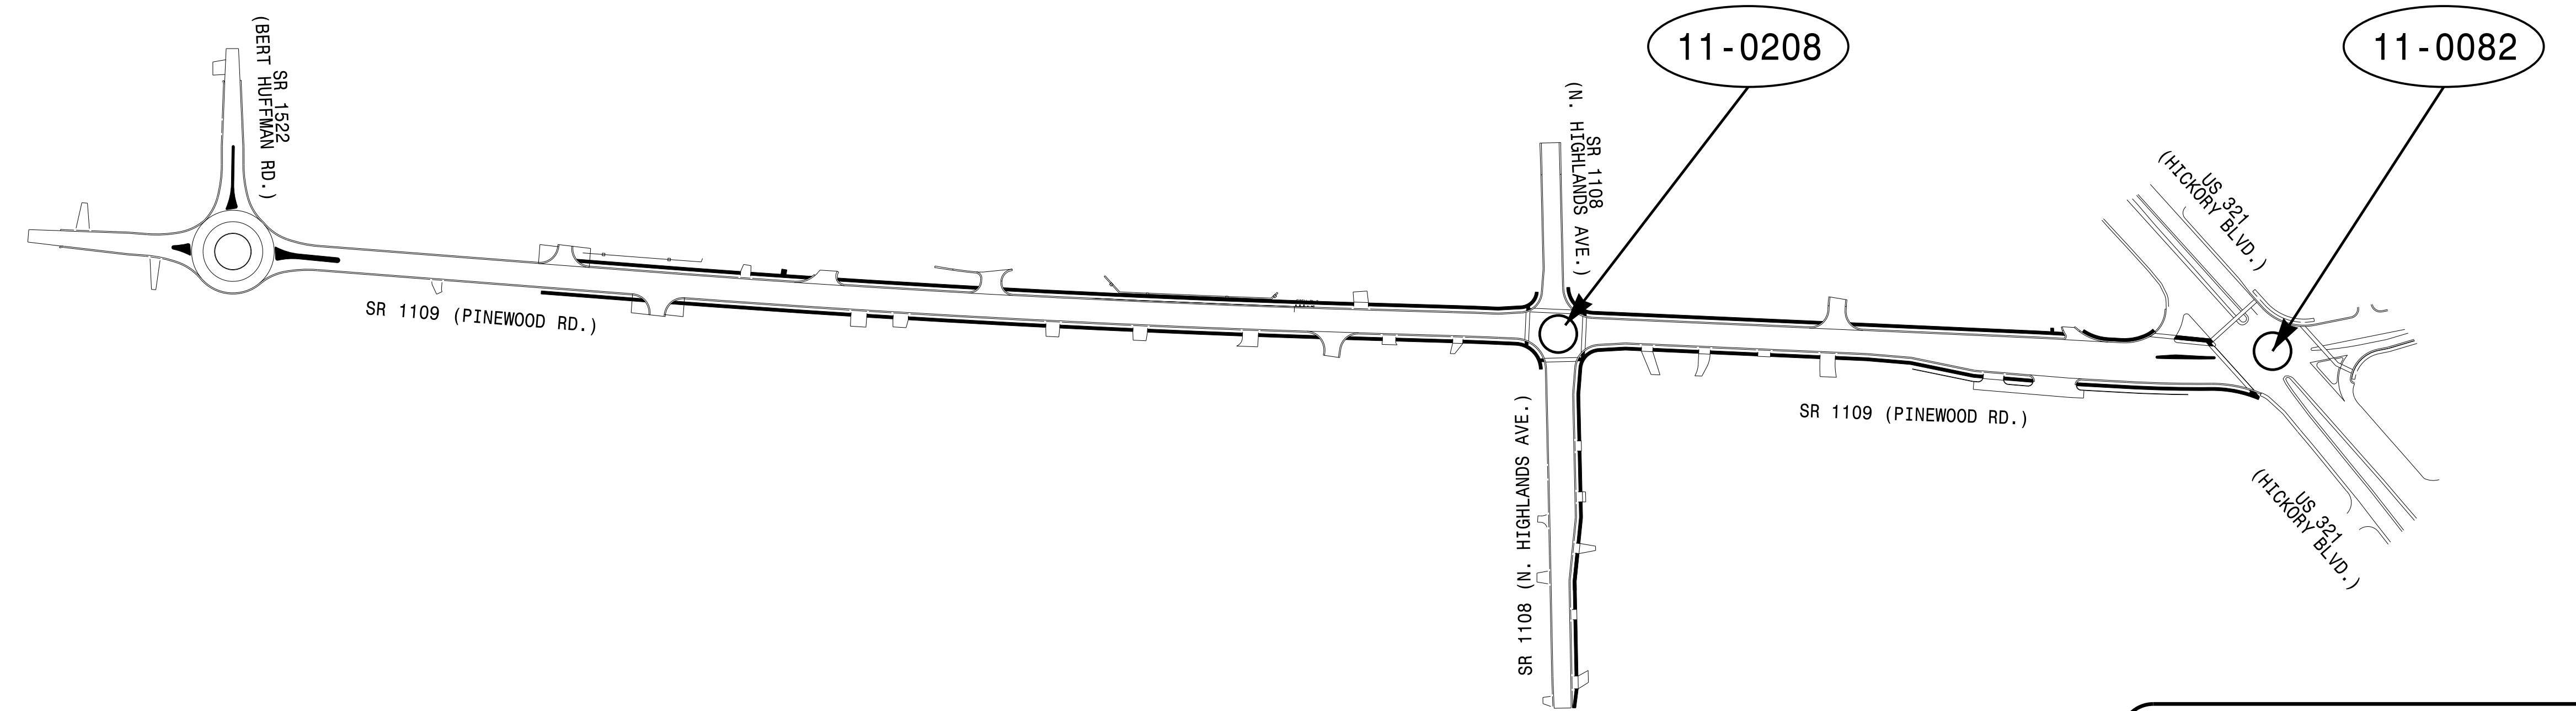 11-0208
11-0082
SR 1522
(BERT HUFFMAN RD.)
SR 1108
(N. HIGHLANDS AVE.)
US 321
(HICKORY BLVD.)
SR 1109 (PINEWOOD RD.)
SR 1109 (PINEWOOD RD.)
SR 1108 (N. HIGHLANDS AVE.)
US 321
(HICKORY BLVD.)